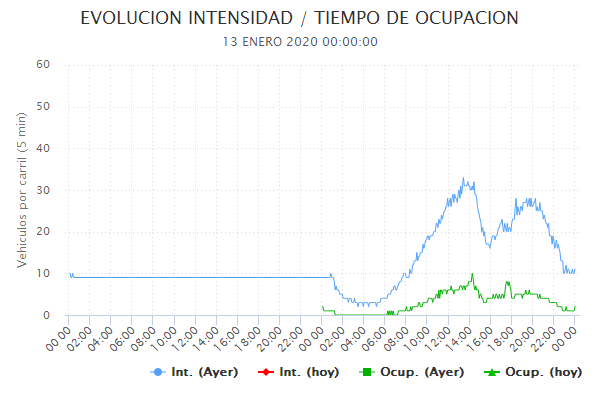 EVOLUCION INTENSIDAD / TIEMPO DE OCUPACION
13 ENERO 2020 00:00:00
Vehiculos por carril (5 min)
60
50
40
30
20
10
0
00:00 02:00 04:00 06:00 08:00 10:00 12:00 14:00 16:00 18:00 20:00 22:00 00:00 02:00 04:00 06:00 08:00 10:00 12:00 14:00 16:00 18:00 20:00 22:00 00:00
Int. (Ayer) Int. (hoy) Ocup. (Ayer) Ocup. (hoy)